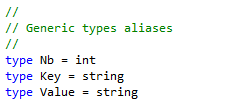 //
// Generic types aliases
//
type Nb = int
type Key = string
type Value = string